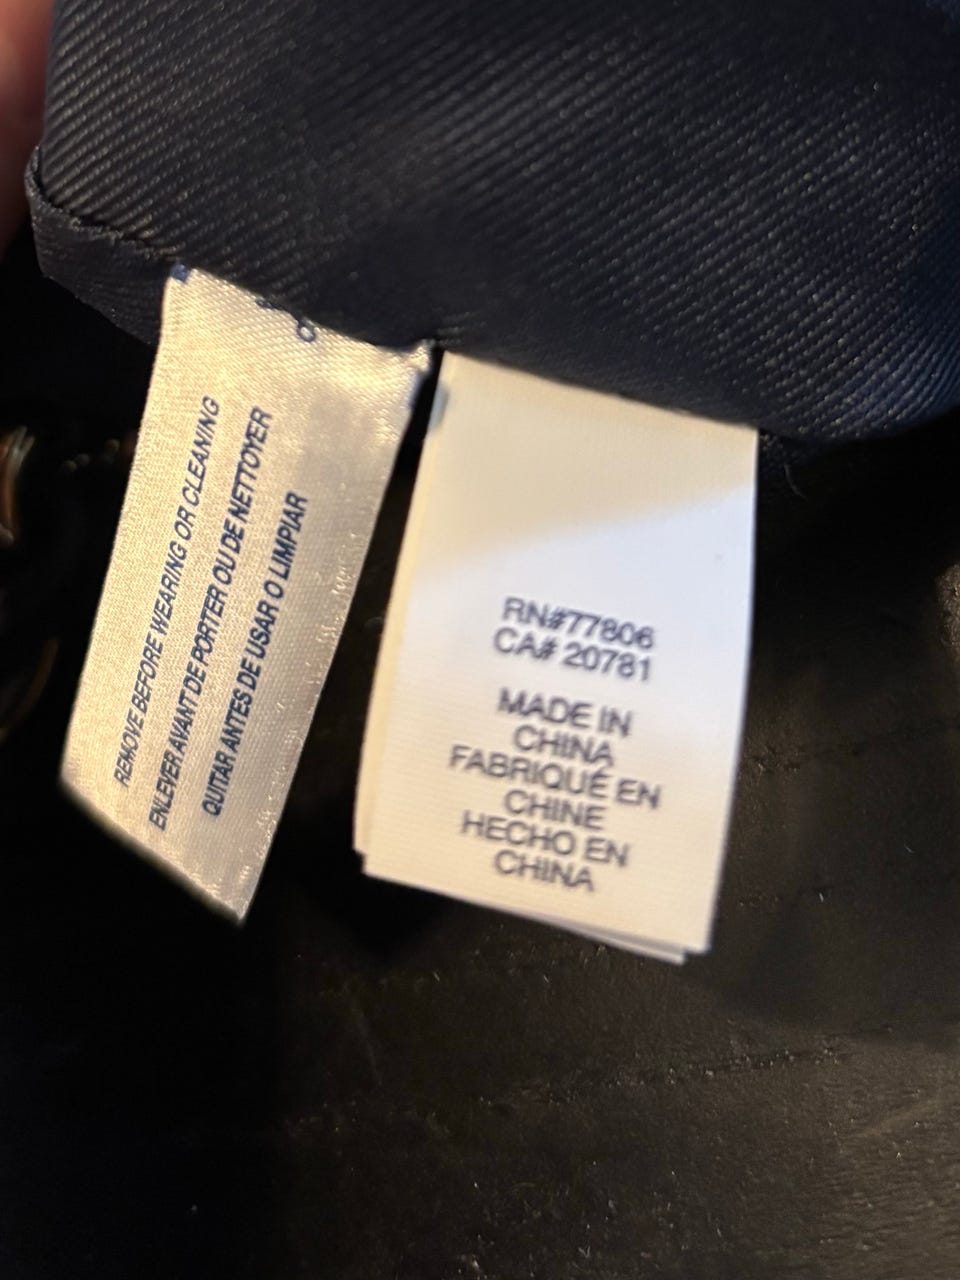 REMOVE BEFORE WEARING OR CLEANING
ENLEVER AVANT DE PORTER OU DE NETTOYER
QUITAR ANTES DE USAR O LIMPIAR
RN#77806
CA# 20781
MADE IN
CHINA
FABRIQUÉ EN
CHINE
HECHO EN
CHINA